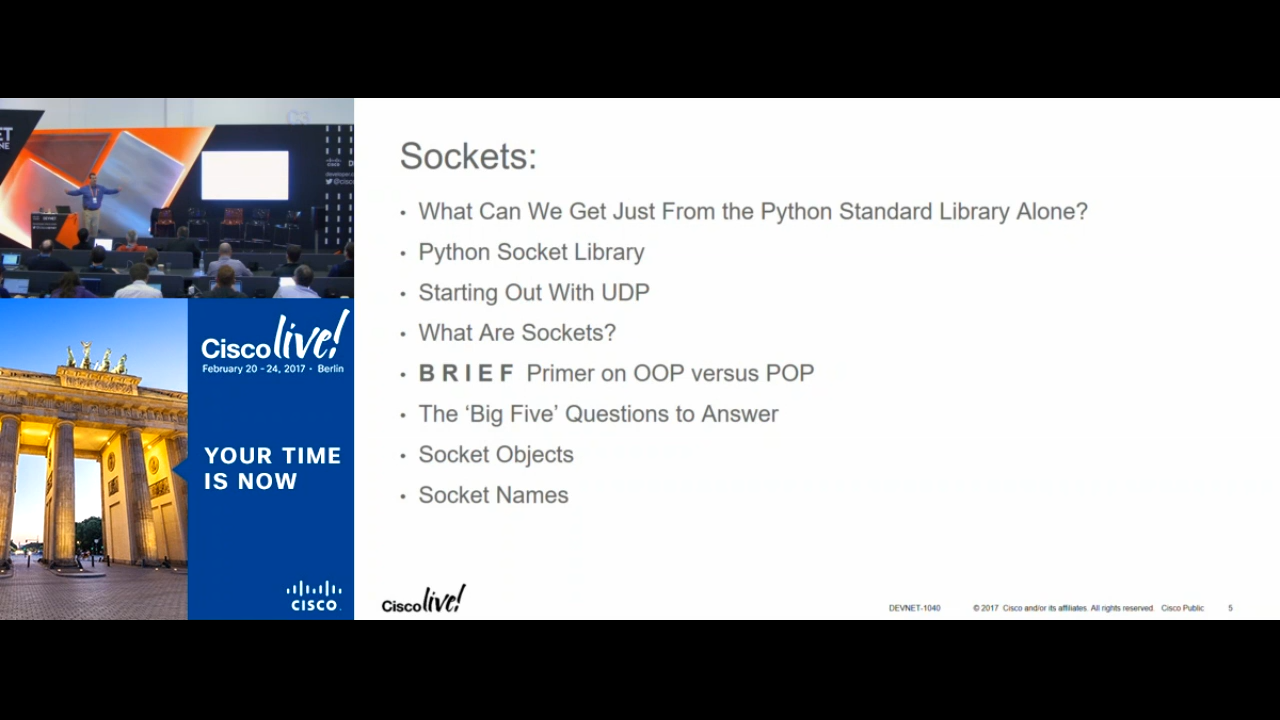 Sockets:
• What Can We Get Just From the Python Standard Library Alone?
• Python Socket Library
• Starting Out With UDP
• What Are Sockets?
• B R I E F Primer on OOP versus POP
• The ‘Big Five’ Questions to Answer
• Socket Objects
• Socket Names
Cisco live!
February 20 - 24, 2017 • Berlin
YOUR TIME
IS NOW
CISCO
Cisco live!
DEVNET-1040 © 2017 Cisco and/or its affiliates. All rights reserved. Cisco Public 5